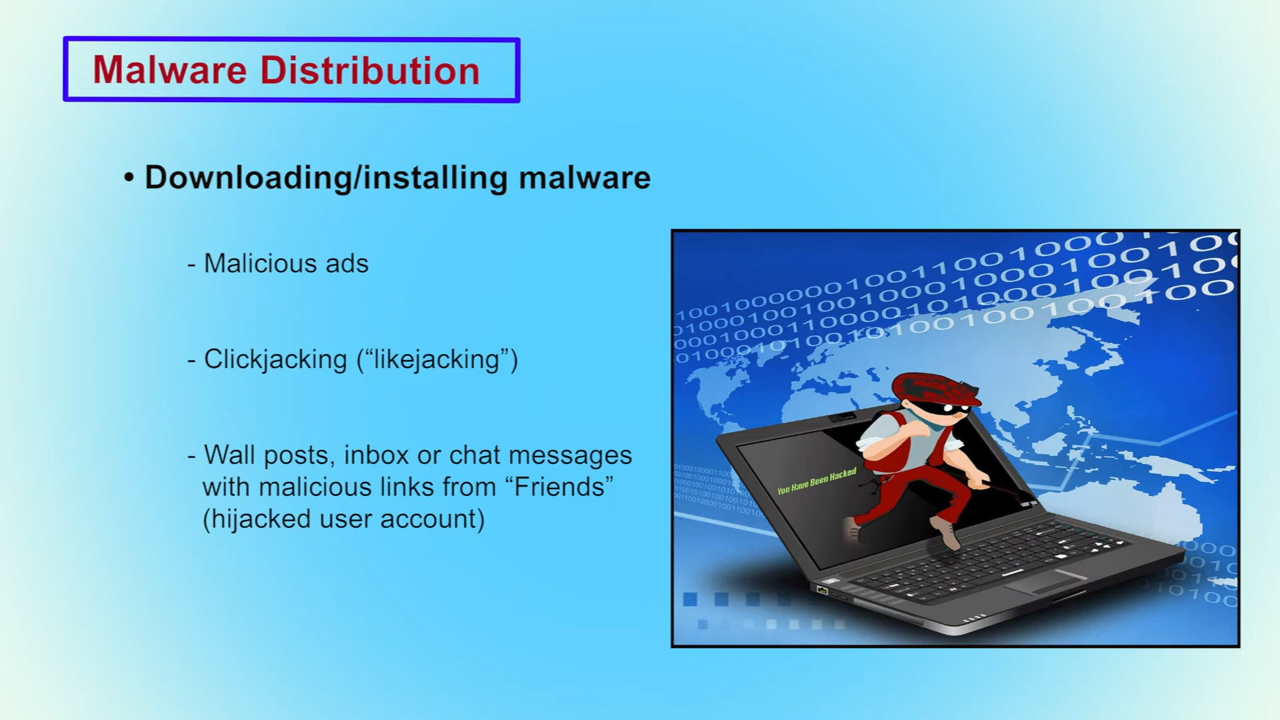 Malware Distribution
• Downloading/installing malware
- Malicious ads
- Clickjacking (“likejacking”)
- Wall posts, inbox or chat messages
with malicious links from “Friends”
(hijacked user account)
You Have Been Hacked